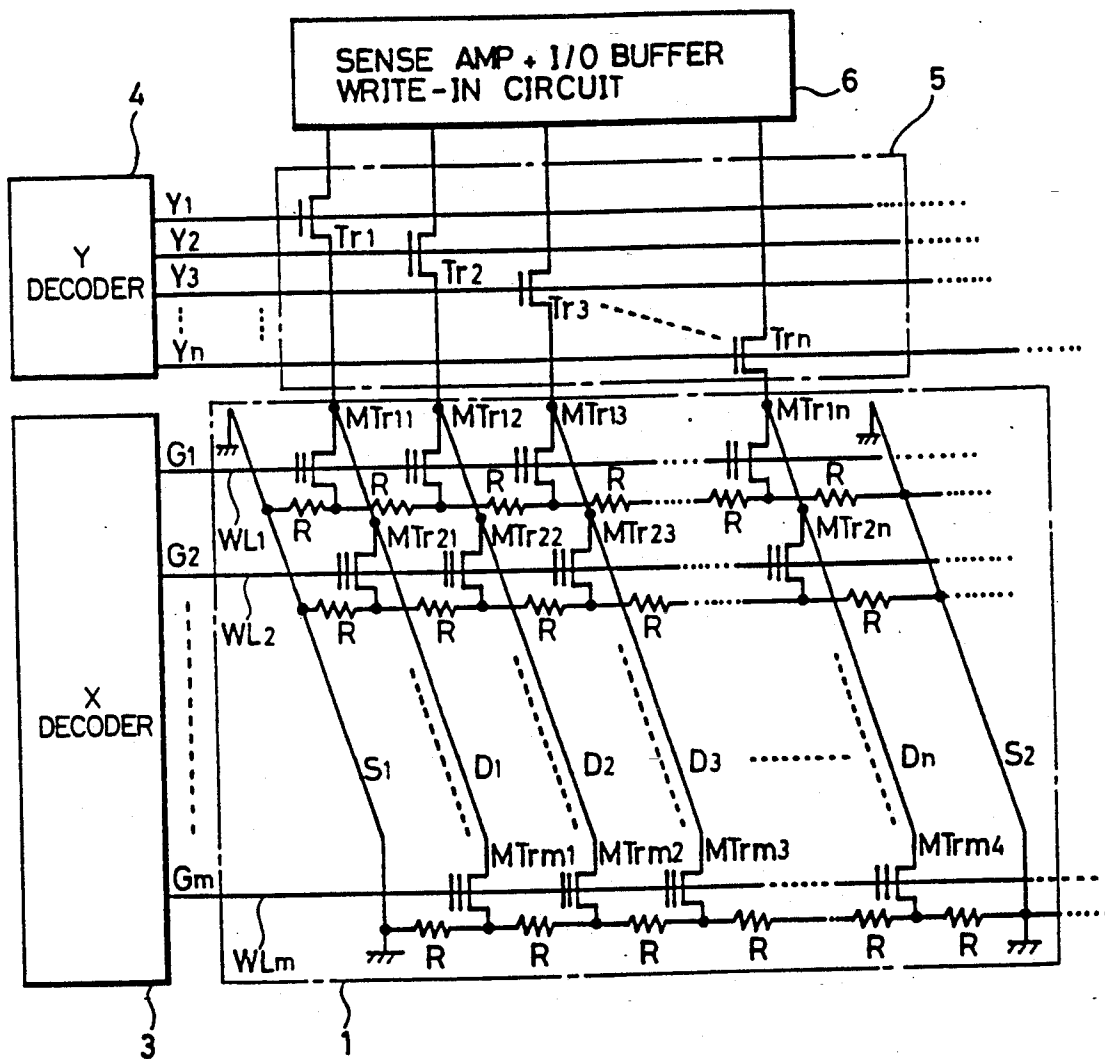 SENSE AMP + I/O BUFFER
WRITE-IN CIRCUIT
6
5
4
Y
DECODER
Y1
Y2
Y3
Yn
Tr1
Tr2
Tr3
Trn
MTr11 MTr12 MTr13 MTr1n
G1
R R R R R
R R
WL1
MTr21 MTr22 MTr23 MTr2n
G2
WL2
R R R R R
X
DECODER
S1 D1 D2 D3 Dn S2
MTrm1 MTrm2 MTrm3 MTrm4
Gm
WLm
R R R R R R
3
1